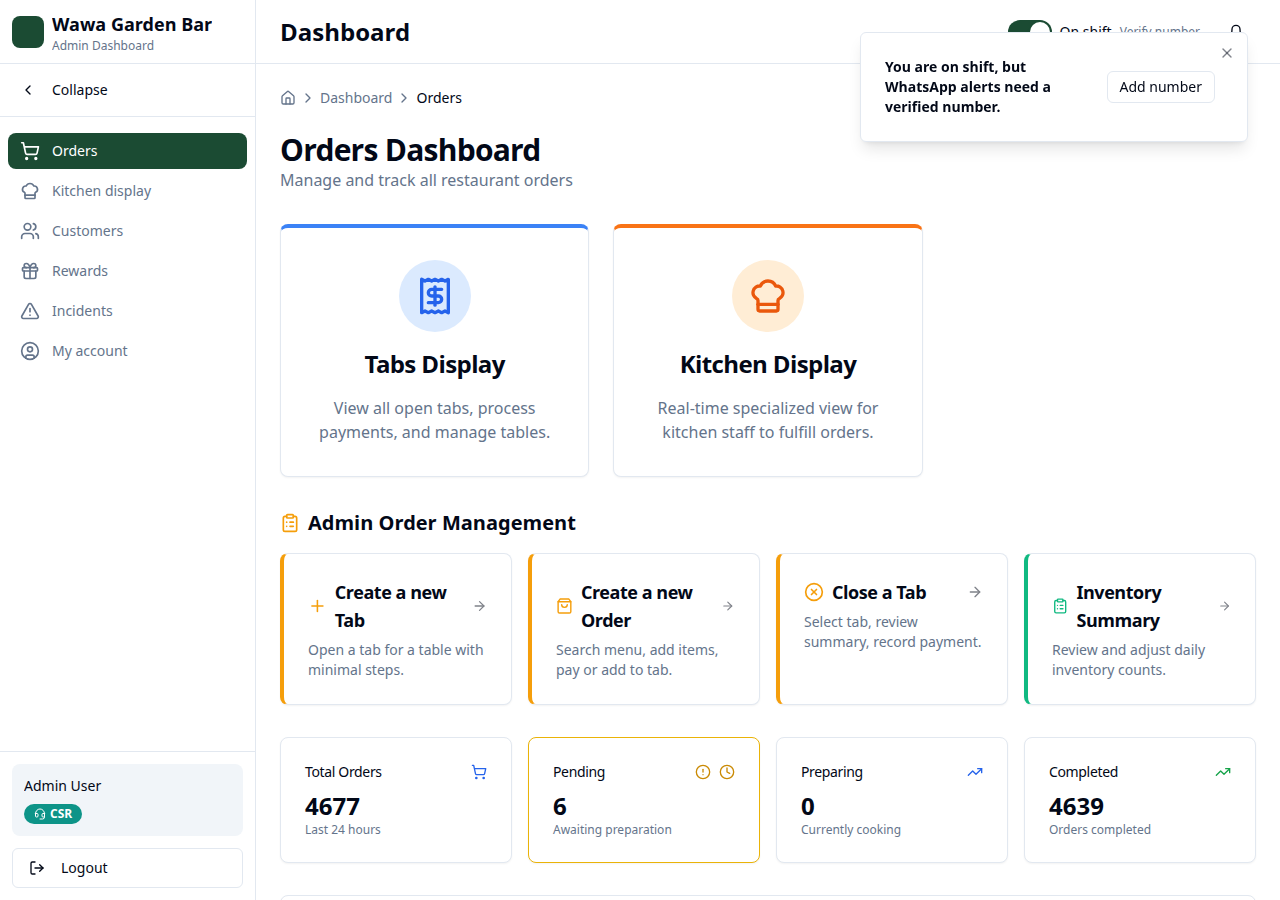 Wawa Garden Bar
Admin Dashboard
Collapse
Orders
Kitchen display
Customers
Rewards
Incidents
My account
Admin User
CSR
Logout
Dashboard
On shift
Verify number
You are on shift, but
WhatsApp alerts need a
verified number.
Add number
Dashboard
Orders
Orders Dashboard
Manage and track all restaurant orders
Tabs Display
View all open tabs, process
payments, and manage tables.
Kitchen Display
Real-time specialized view for
kitchen staff to fulfill orders.
Admin Order Management
Create a new
Tab
Open a tab for a table with
minimal steps.
Create a new
Order
Search menu, add items,
pay or add to tab.
Close a Tab
Select tab, review
summary, record payment.
Inventory
Summary
Review and adjust daily
inventory counts.
Total Orders
4677
Last 24 hours
Pending
6
Awaiting preparation
Preparing
0
Currently cooking
Completed
4639
Orders completed